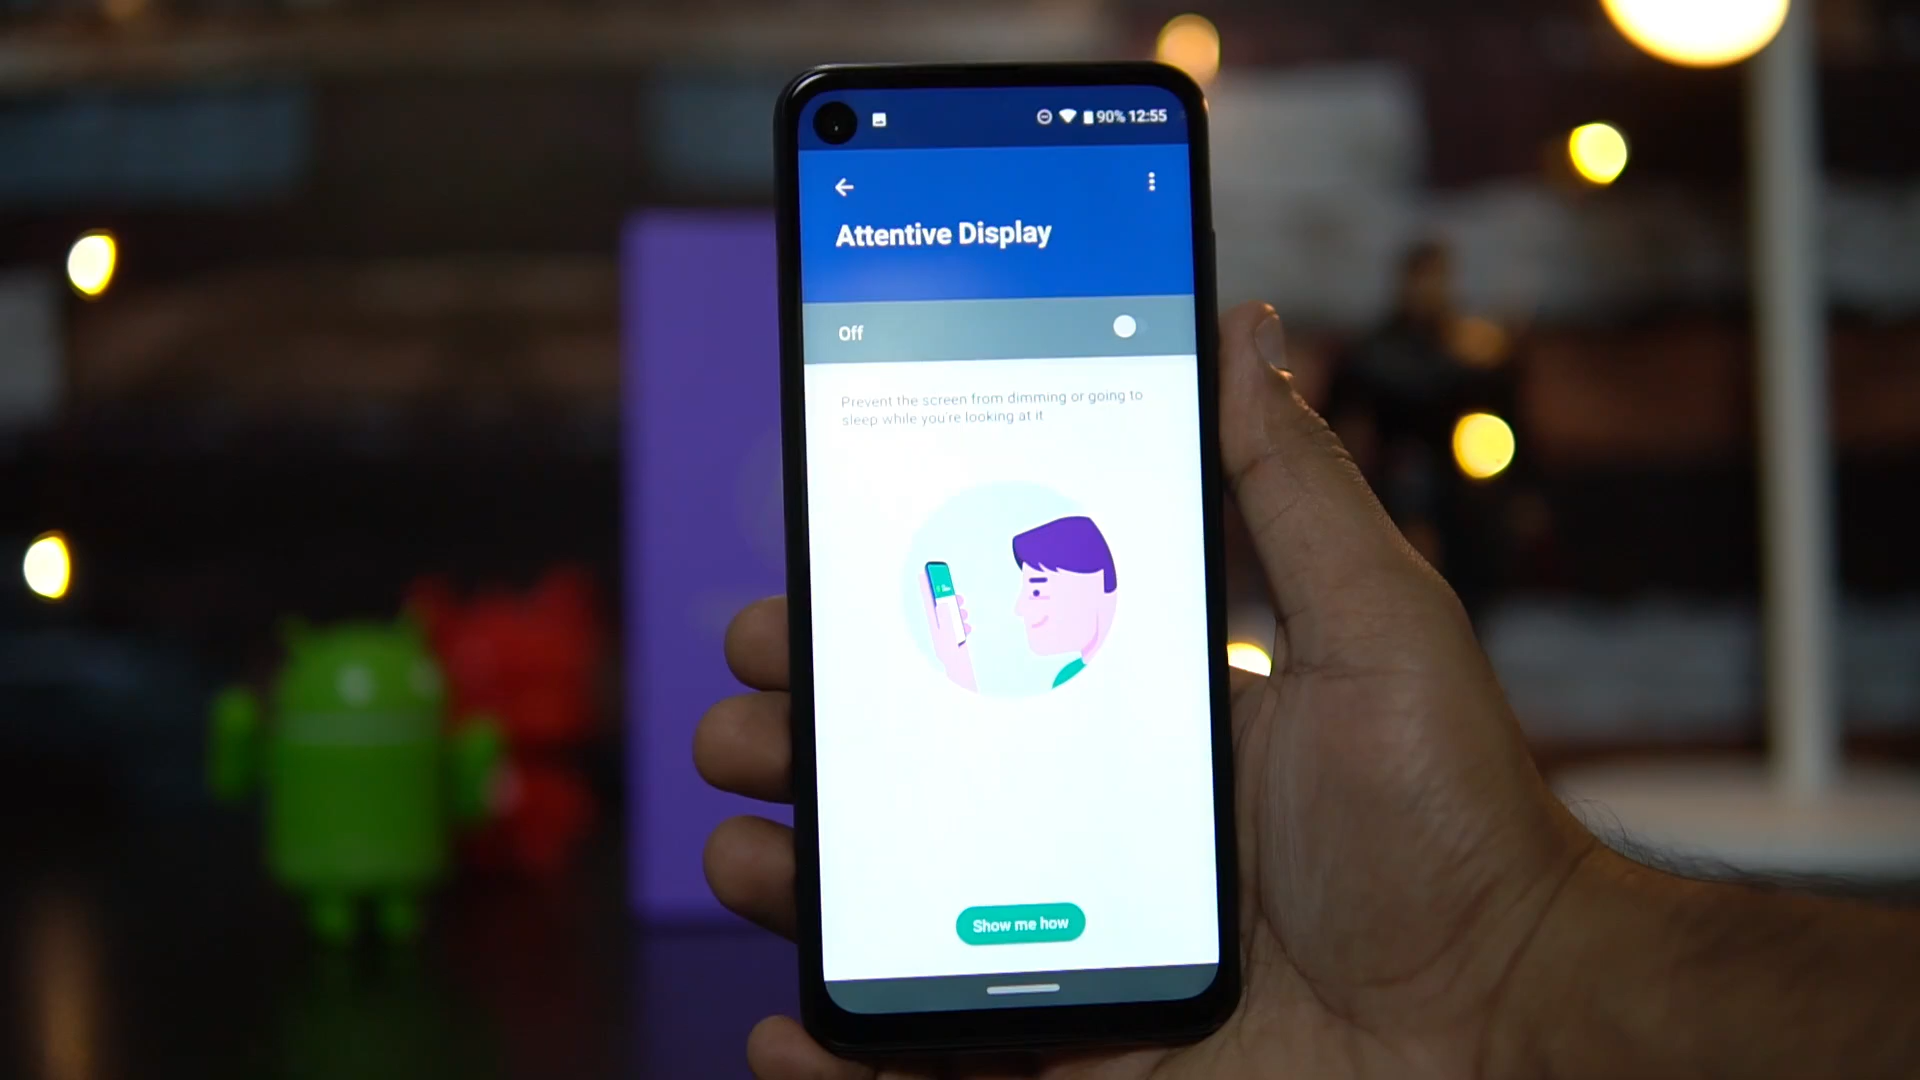 90% 12:55
Attentive Display
Off
Prevent the screen from dimming or going to
sleep while you're looking at it
Show me how